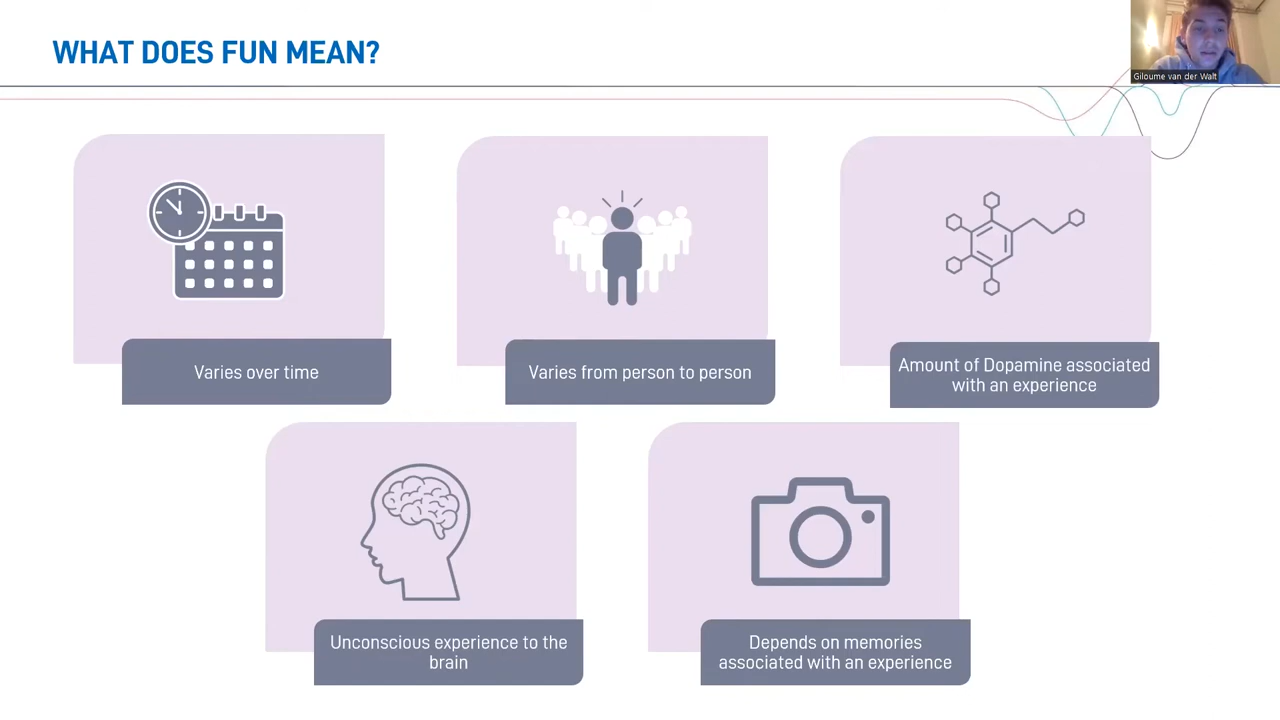 WHAT DOES FUN MEAN?
Giloume van der Walt
Varies over time
Varies from person to person
Amount of Dopamine associated
with an experience
Unconscious experience to the
brain
Depends on memories
associated with an experience